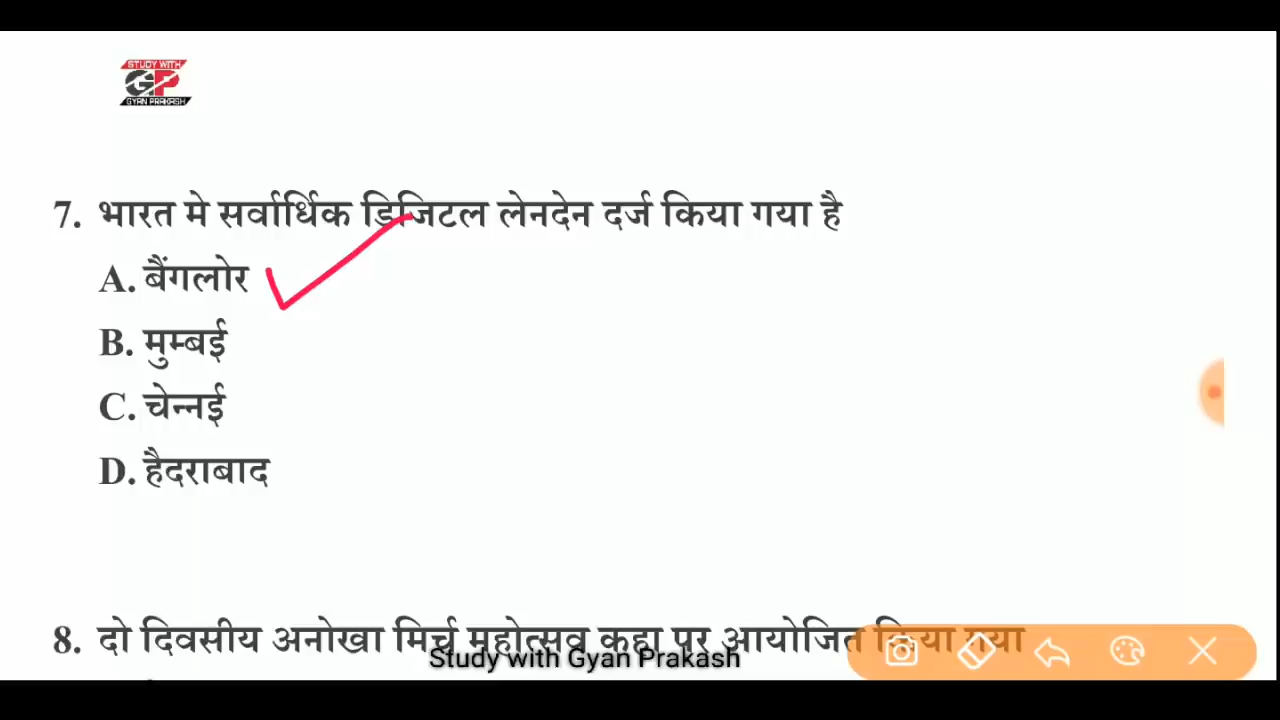 STUDY WITH
GP
GYAN PRAKASH
7. भारत मे सर्वार्धिक डिजिटल लेनदेन दर्ज किया गया है
A. बैंगलोर
B. मुम्बई
C. चेन्नई
D. हैदराबाद
8. दो दिवसीय अनोखा मिर्च महोत्सव कहा पर आयोजित किया गया
Study with Gyan Prakash